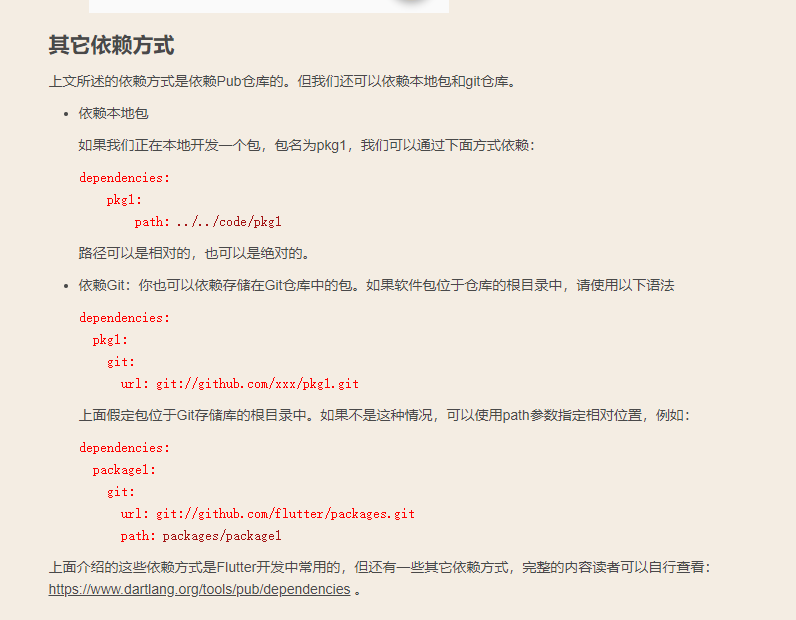 其它依赖方式
上文所述的依赖方式是依赖Pub仓库的。但我们还可以依赖本地包和git仓库。
• 依赖本地包
如果我们正在本地开发一个包，包名为pkg1，我们可以通过下面方式依赖：
dependencies:
    pkg1:
        path: ../../code/pkg1
路径可以是相对的，也可以是绝对的。
• 依赖Git：你也可以依赖存储在Git仓库中的包。如果软件包位于仓库的根目录中，请使用以下语法
dependencies:
  pkg1:
    git:
      url: git://github.com/xxx/pkg1.git
上面假定包位于Git存储库的根目录中。如果不是这种情况，可以使用path参数指定相对位置，例如：
dependencies:
  package1:
    git:
      url: git://github.com/flutter/packages.git
      path: packages/package1
上面介绍的这些依赖方式是Flutter开发中常用的，但还有一些其它依赖方式，完整的内容读者可以自行查看：
https://www.dartlang.org/tools/pub/dependencies 。